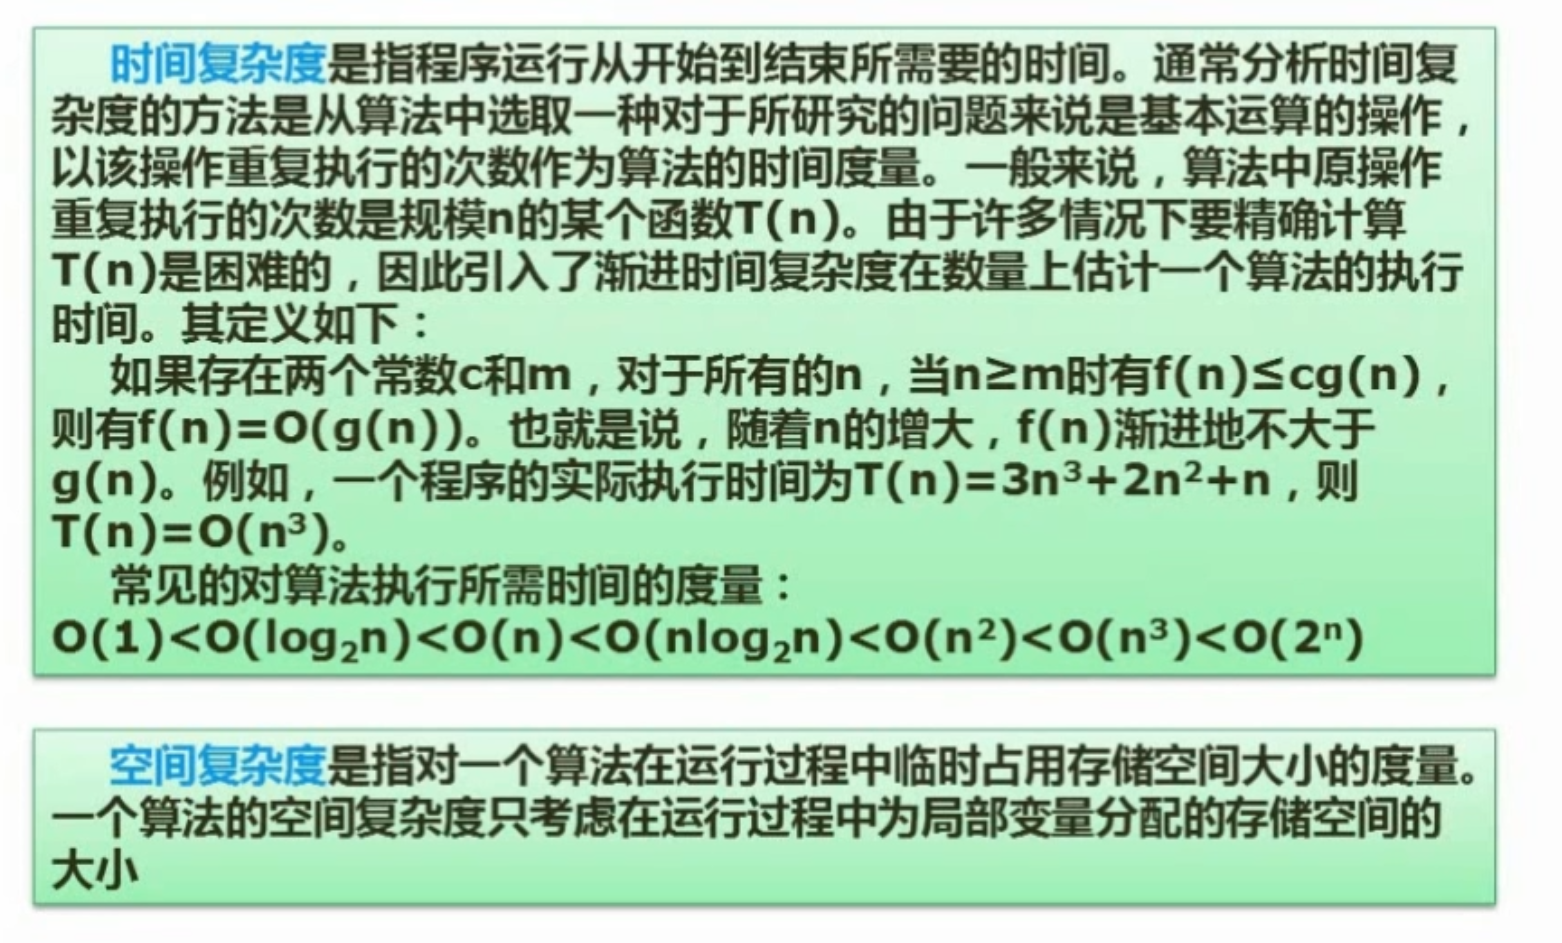 时间复杂度是指程序运行从开始到结束所需要的时间。通常分析时间复
杂度的方法是从算法中选取一种对于所研究的问题来说是基本运算的操作，
以该操作重复执行的次数作为算法的时间度量。一般来说，算法中原操作
重复执行的次数是规模n的某个函数T(n)。由于许多情况下要精确计算
T(n)是困难的，因此引入了渐进时间复杂度在数量上估计一个算法的执行
时间。其定义如下：
如果存在两个常数c和m，对于所有的n，当n≥m时有f(n)≤cg(n)，
则有f(n)=O(g(n))。也就是说，随着n的增大，f(n)渐进地不大于
g(n)。例如，一个程序的实际执行时间为T(n)=3n³+2n²+n，则
T(n)=O(n³)。
常见的对算法执行所需时间的度量：
O(1)<O(log₂n)<O(n)<O(nlog₂n)<O(n²)<O(n³)<O(2ⁿ)
空间复杂度是指对一个算法在运行过程中临时占用存储空间大小的度量。
一个算法的空间复杂度只考虑在运行过程中为局部变量分配的存储空间的
大小